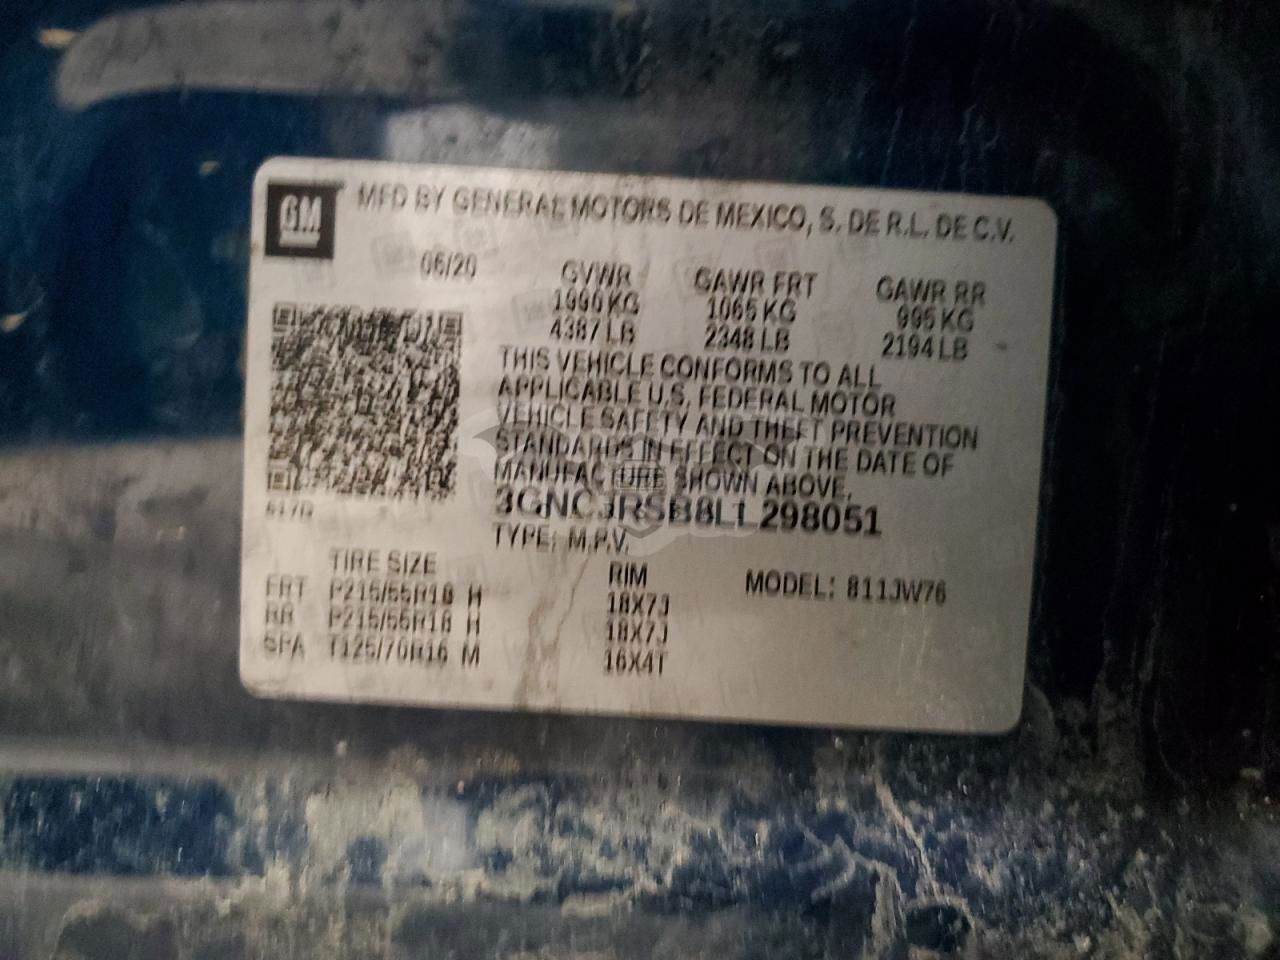 GM
MFD BY GENERAL MOTORS DE MEXICO, S. DE R.L. DE C.V.
06/20 GVWR GAWR FRT GAWR RR
1990 KG 1065 KG 995 KG
4387 LB 2348 LB 2194 LB
THIS VEHICLE CONFORMS TO ALL
APPLICABLE U.S. FEDERAL MOTOR
VEHICLE SAFETY AND THEFT PREVENTION
STANDARDS IN EFFECT ON THE DATE OF
MANUFACTURE SHOWN ABOVE.
3GNCJRSB8LL298051
TYPE: M.P.V.
TIRE SIZE RIM MODEL: 811JW76
FRT P215/55R18 H 18X7J
RR P215/55R18 H 18X7J
SPA T125/70R16 M 16X4T